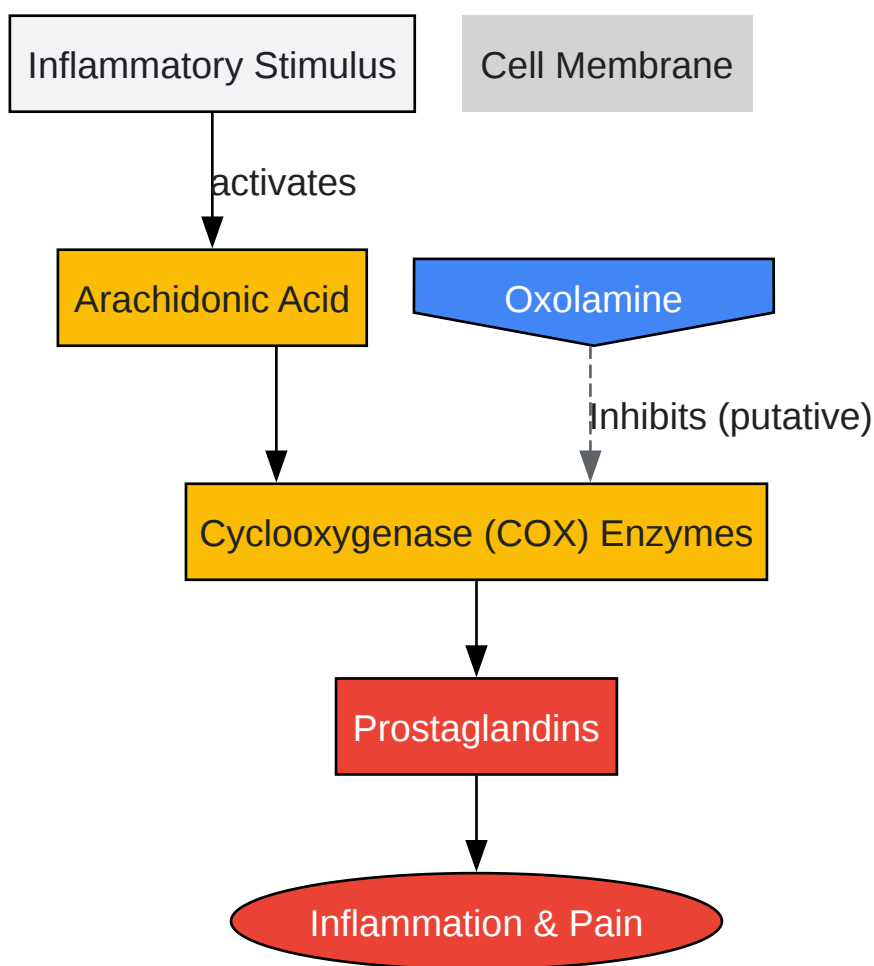 Inflammatory Stimulus
Cell Membrane
activates
Arachidonic Acid
Oxolamine
Inhibits (putative)
Cyclooxygenase (COX) Enzymes
Prostaglandins
Inflammation & Pain